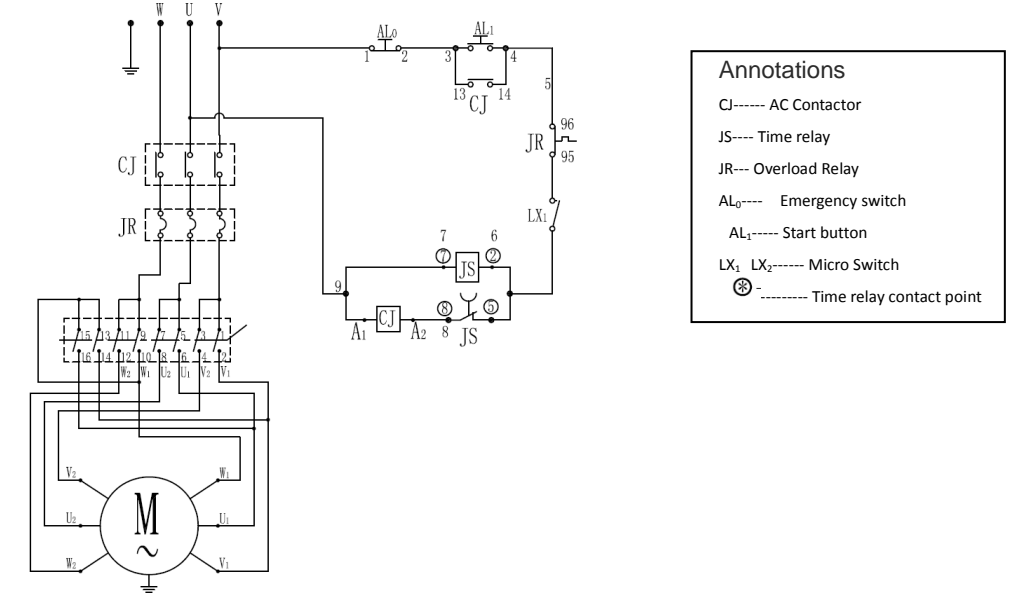 W U V
AL₀ AL₁
1 2 3 4
13 14
CJ
5
96
JR
95
CJ
JR
LX₁
7 6
⑦ ②
JS
9
⑧ ⑤
CJ
A₁ A₂ 8 JS
15 13 11 9 7 5 3 1
16 14 12 10 8 6 4 2
W₂ W₁ U₂ U₁ V₂ V₁
V₂ W₁
M
U₂ U₁
~
W₂ V₁
Annotations
CJ------ AC Contactor
JS---- Time relay
JR--- Overload Relay
AL₀---- Emergency switch
AL₁----- Start button
LX₁ LX₂------ Micro Switch
⊛ - --------- Time relay contact point